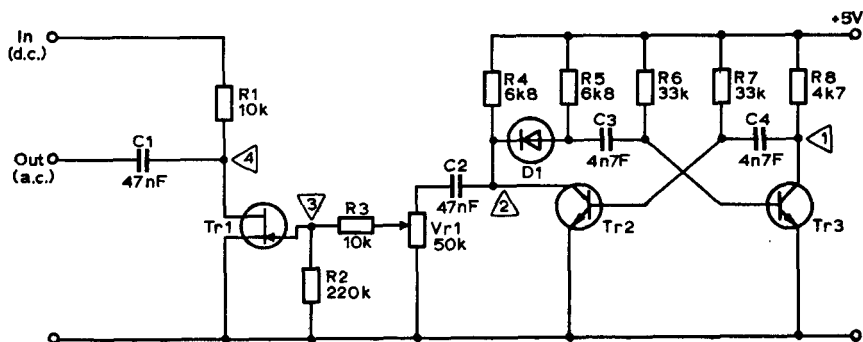 In
(d.c.)
R1
10k
C1
47nF
4
Out
(a.c.)
Tr1
3
R3
10k
R2
220k
Vr1
50k
C2
47nF
2
+5V
R4
6k8
R5
6k8
R6
33k
R7
33k
R8
4k7
D1
C3
4n7F
C4
4n7F
1
Tr2
Tr3